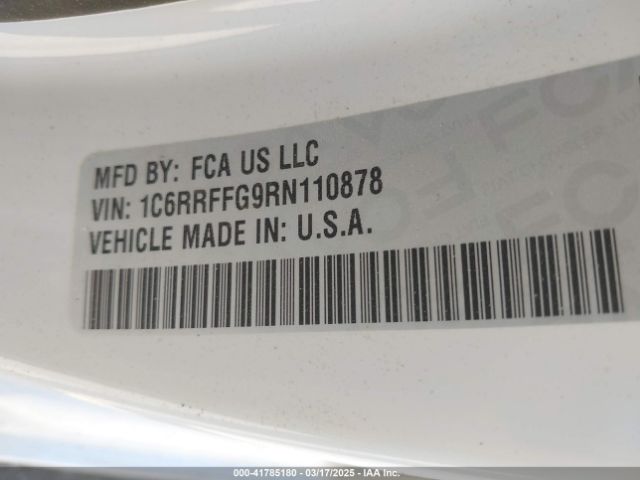 MFD BY: FCA US LLC
VIN: 1C6RRFFG9RN110878
VEHICLE MADE IN: U.S.A.
000-41785180 - 03/17/2025 - IAA Inc.